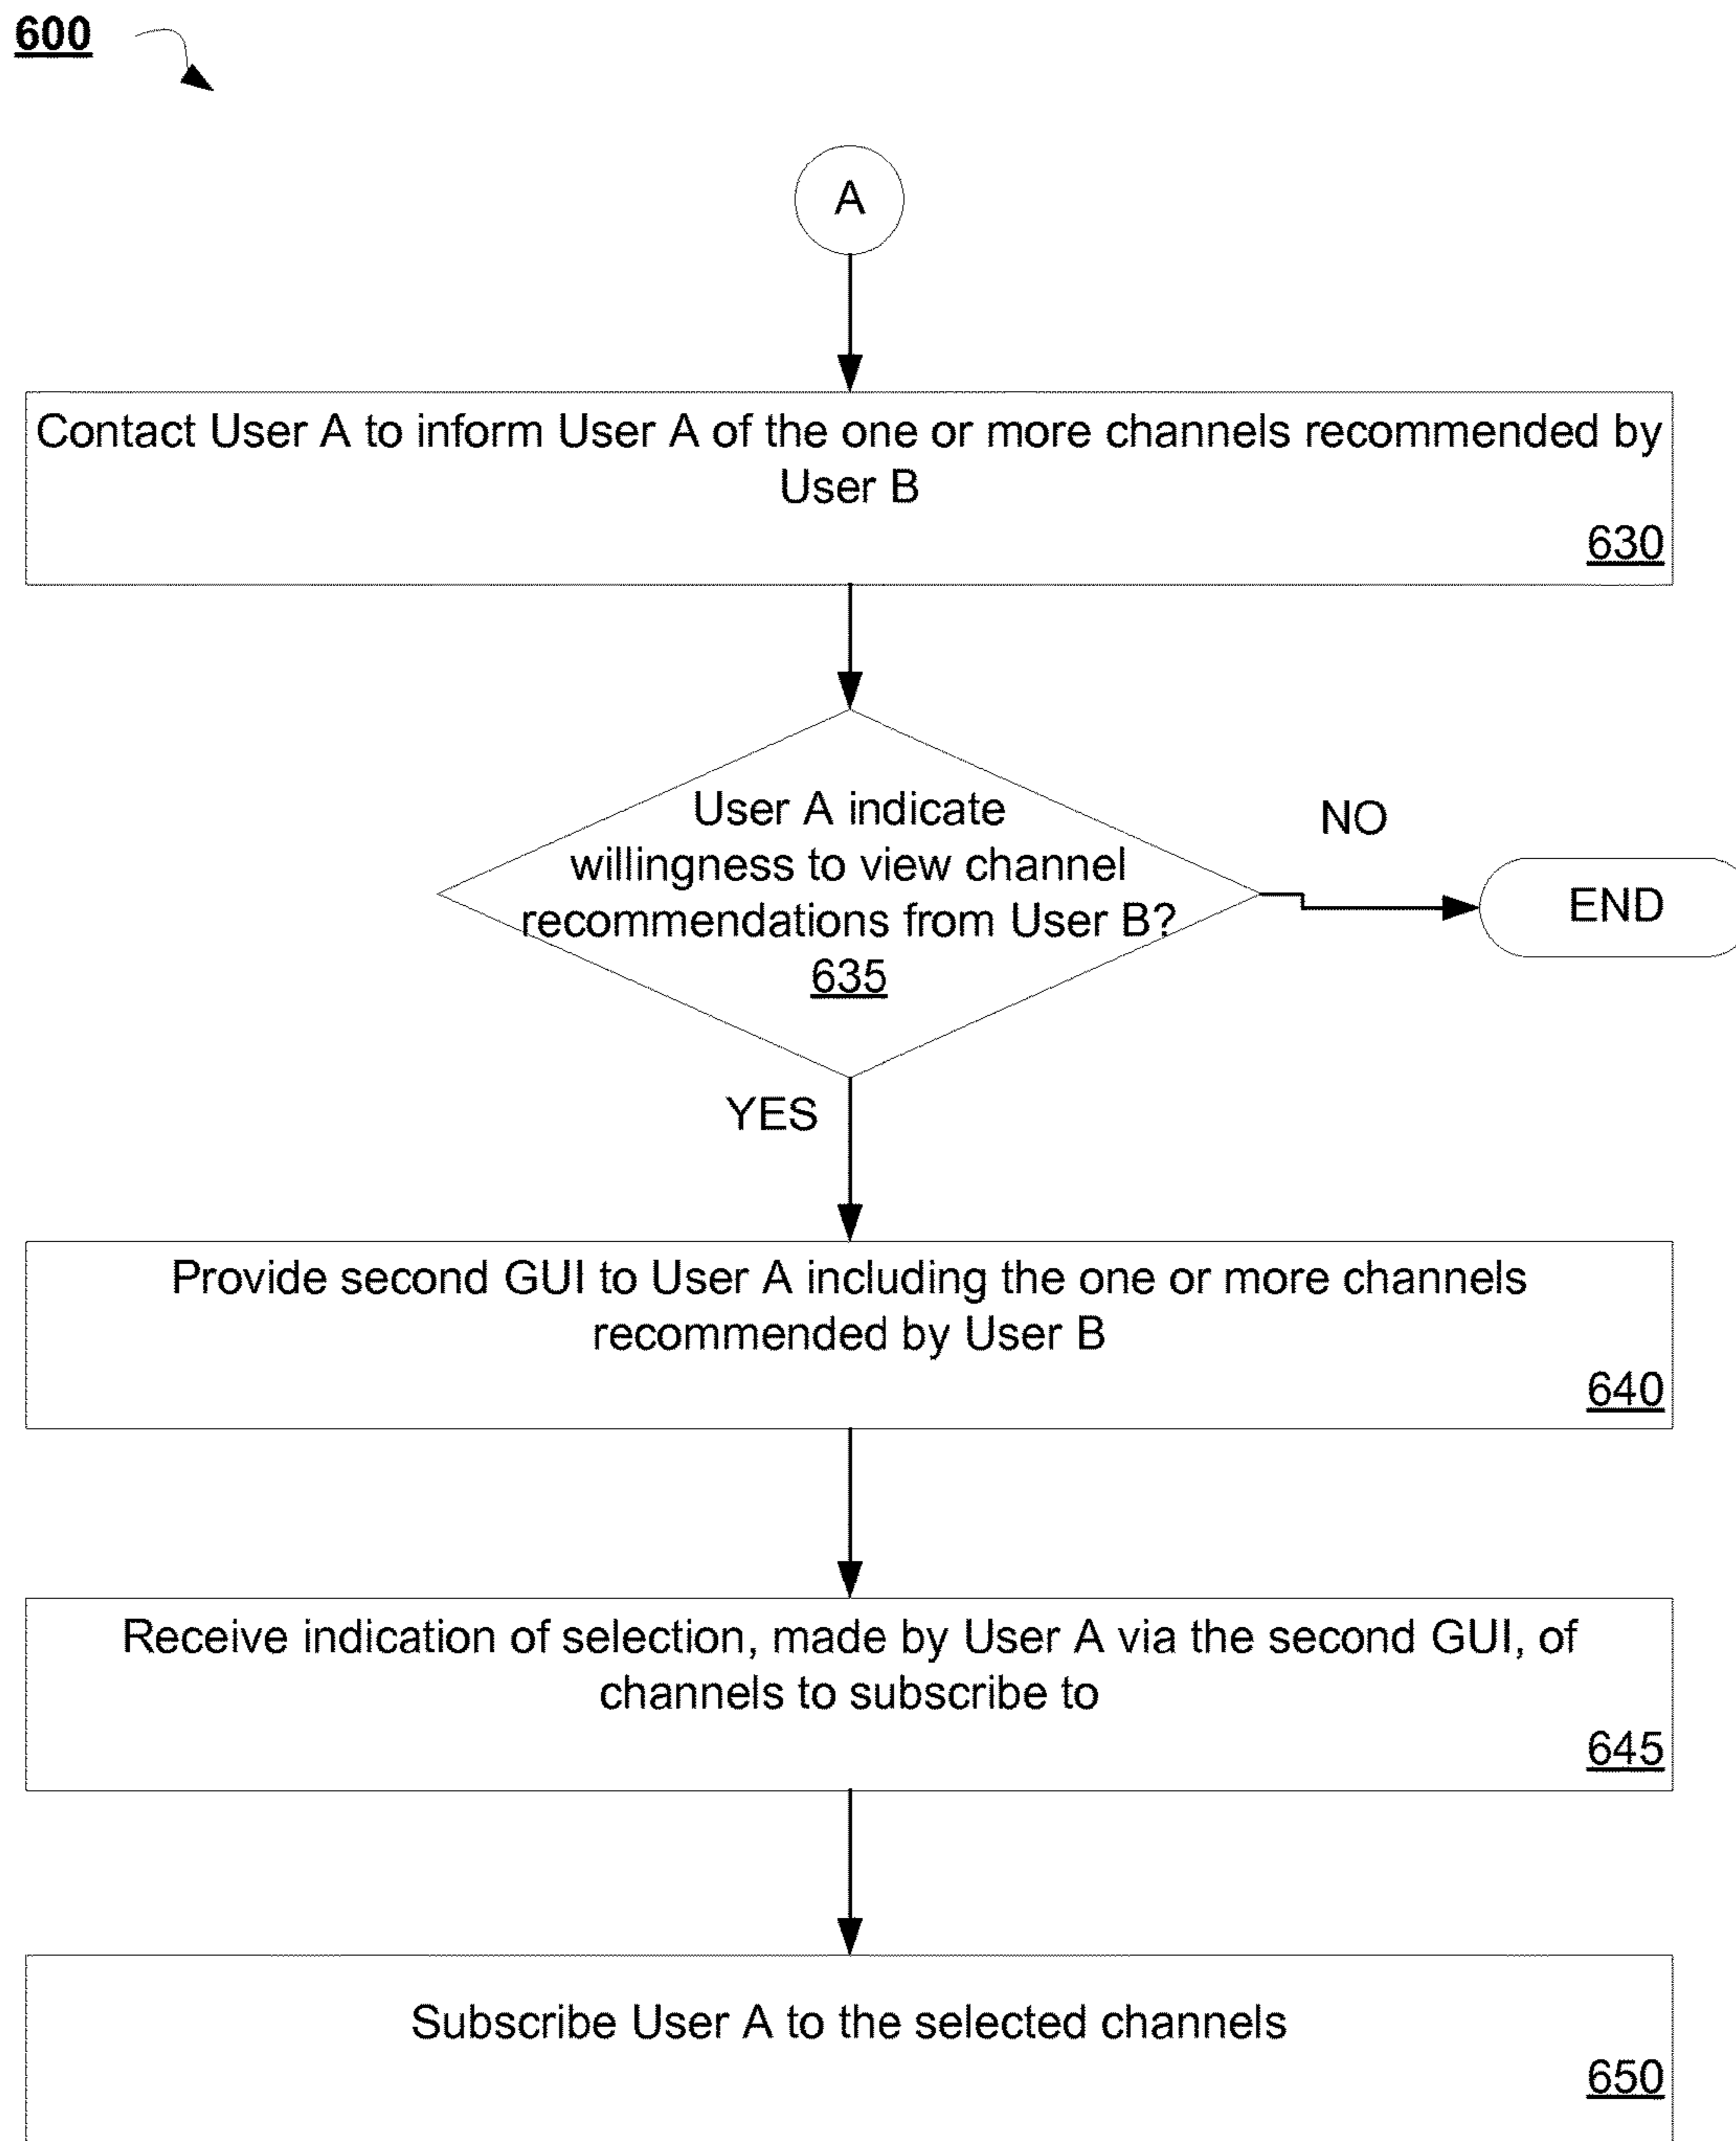 600
A
Contact User A to inform User A of the one or more channels recommended by
User B
630
User A indicate
willingness to view channel
recommendations from User B?
635
NO
END
YES
Provide second GUI to User A including the one or more channels
recommended by User B
640
Receive indication of selection, made by User A via the second GUI, of
channels to subscribe to
645
Subscribe User A to the selected channels
650